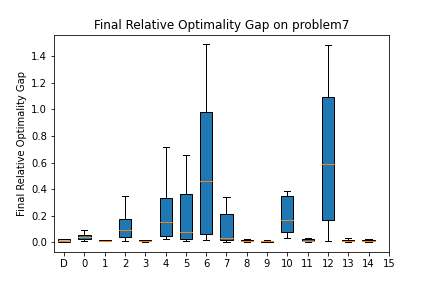 Final Relative Optimality Gap on problem7
Final Relative Optimality Gap
1.4
1.2
1.0
0.8
0.6
0.4
0.2
0.0
D 0 1 2 3 4 5 6 7 8 9 10 11 12 13 14 15